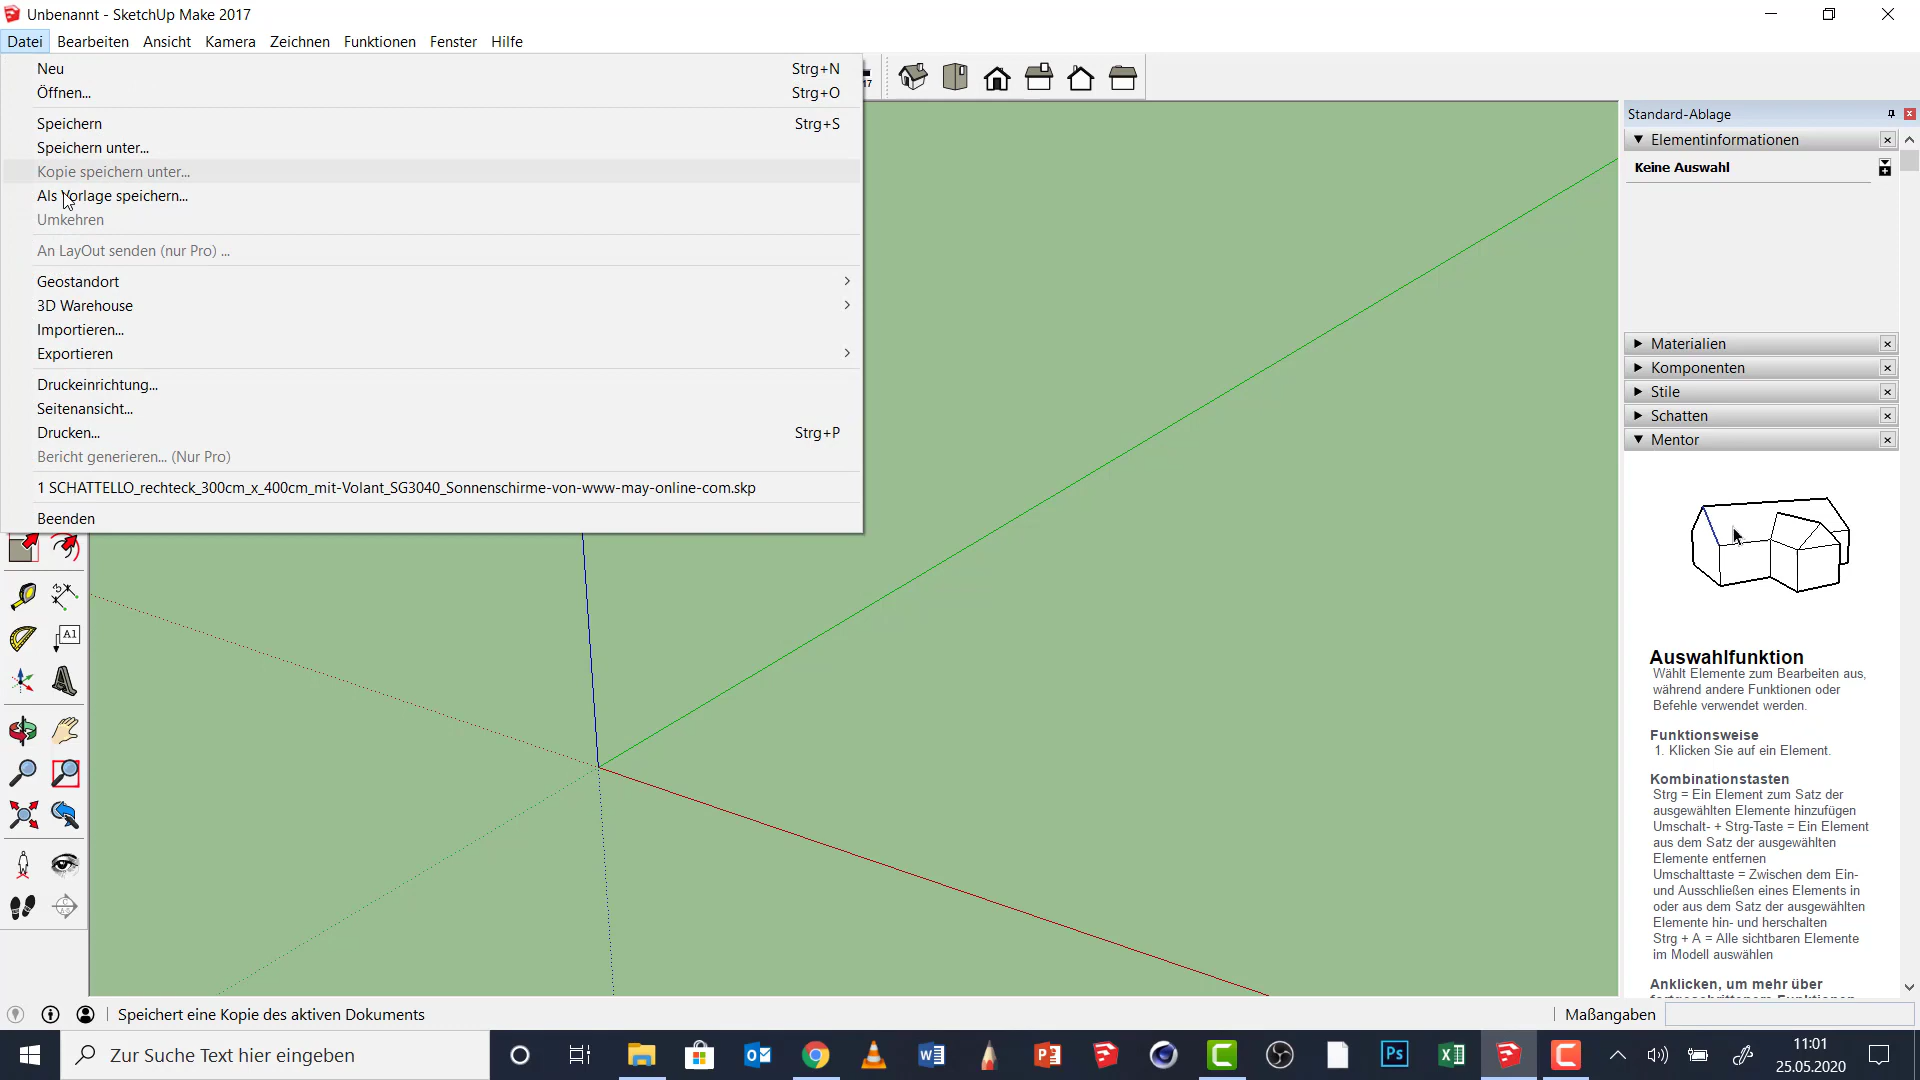 Unbenannt - SketchUp Make 2017
Datei Bearbeiten Ansicht Kamera Zeichnen Funktionen Fenster Hilfe
Neu Strg+N
Öffnen... Strg+O
Speichern Strg+S
Speichern unter...
Kopie speichern unter...
Als Vorlage speichern...
Umkehren
An LayOut senden (nur Pro) ...
Geostandort
3D Warehouse
Importieren...
Exportieren
Druckeinrichtung...
Seitenansicht...
Drucken... Strg+P
Bericht generieren... (Nur Pro)
1 SCHATTELLO_rechteck_300cm_x_400cm_mit-Volant_SG3040_Sonnenschirme-von-www-may-online-com.skp
Beenden
A1
Standard-Ablage
Elementinformationen
Keine Auswahl
Materialien
Komponenten
Stile
Schatten
Mentor
Auswahlfunktion
Wählt Elemente zum Bearbeiten aus,
während andere Funktionen oder
Befehle verwendet werden.
Funktionsweise
1. Klicken Sie auf ein Element.
Kombinationstasten
Strg = Ein Element zum Satz der
ausgewählten Elemente hinzufügen
Umschalt- + Strg-Taste = Ein Element
aus dem Satz der ausgewählten
Elemente entfernen
Umschalttaste = Zwischen dem Ein-
und Ausschließen eines Elements in
oder aus dem Satz der ausgewählten
Elemente hin- und herschalten
Strg + A = Alle sichtbaren Elemente
im Modell auswählen
Anklicken, um mehr über
Speichert eine Kopie des aktiven Dokuments
Maßangaben
Zur Suche Text hier eingeben
11:01
25.05.2020